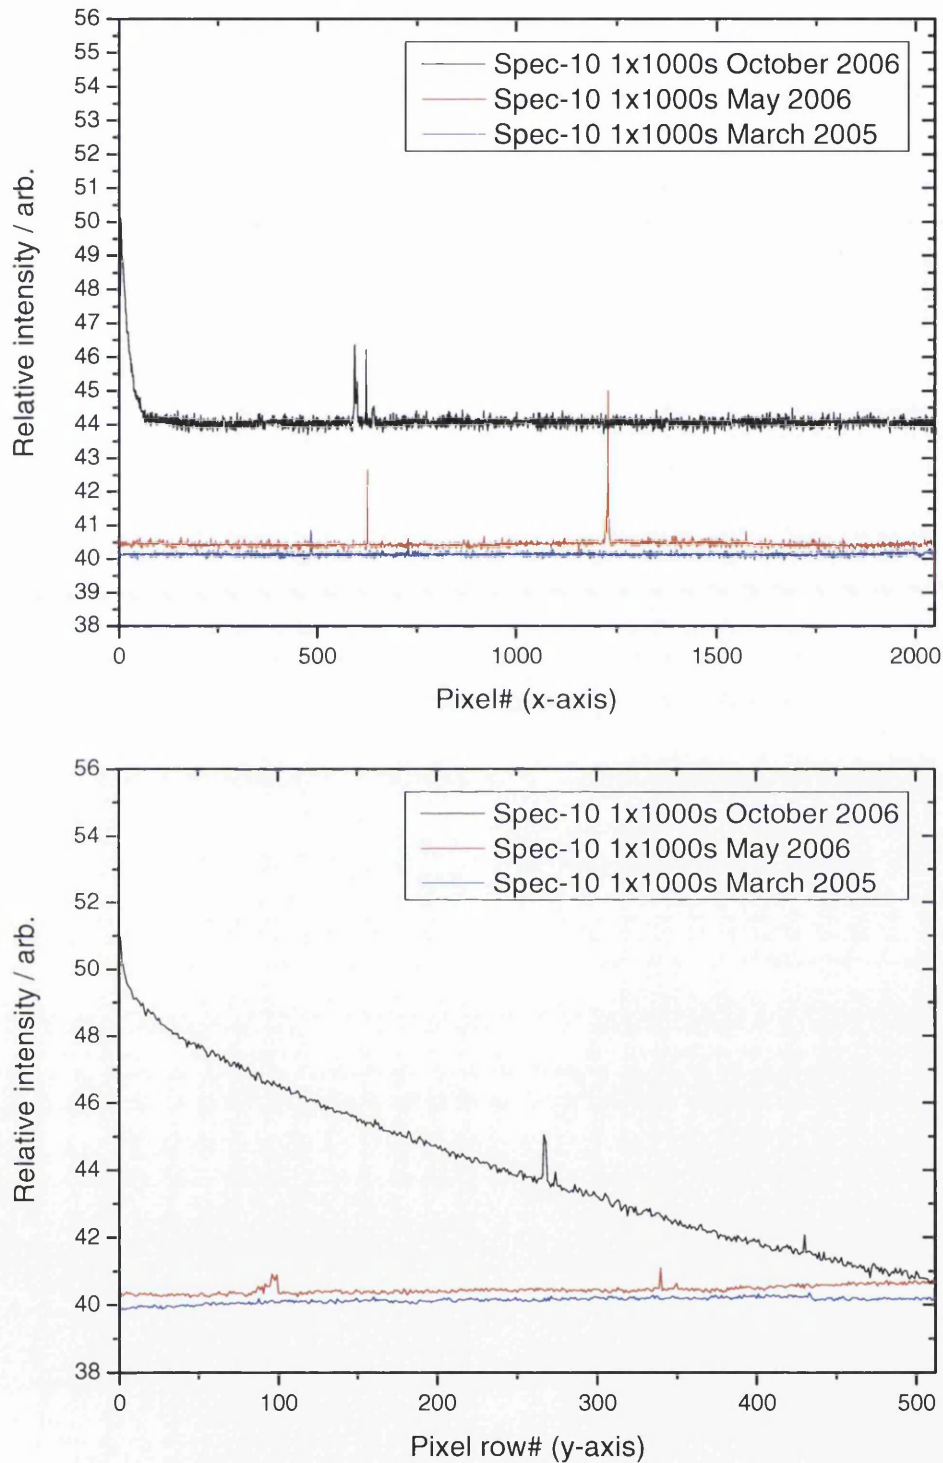 56
55
54
53
52
51
50
49
48
47
46
45
44
43
42
41
40
39
38
Relative intensity / arb.
Spec-10 1x1000s October 2006
Spec-10 1x1000s May 2006
Spec-10 1x1000s March 2005
0 500 1000 1500 2000
Pixel# (x-axis)
56
54
52
50
48
46
44
42
40
38
Relative intensity / arb.
Spec-10 1x1000s October 2006
Spec-10 1x1000s May 2006
Spec-10 1x1000s March 2005
0 100 200 300 400 500
Pixel row# (y-axis)